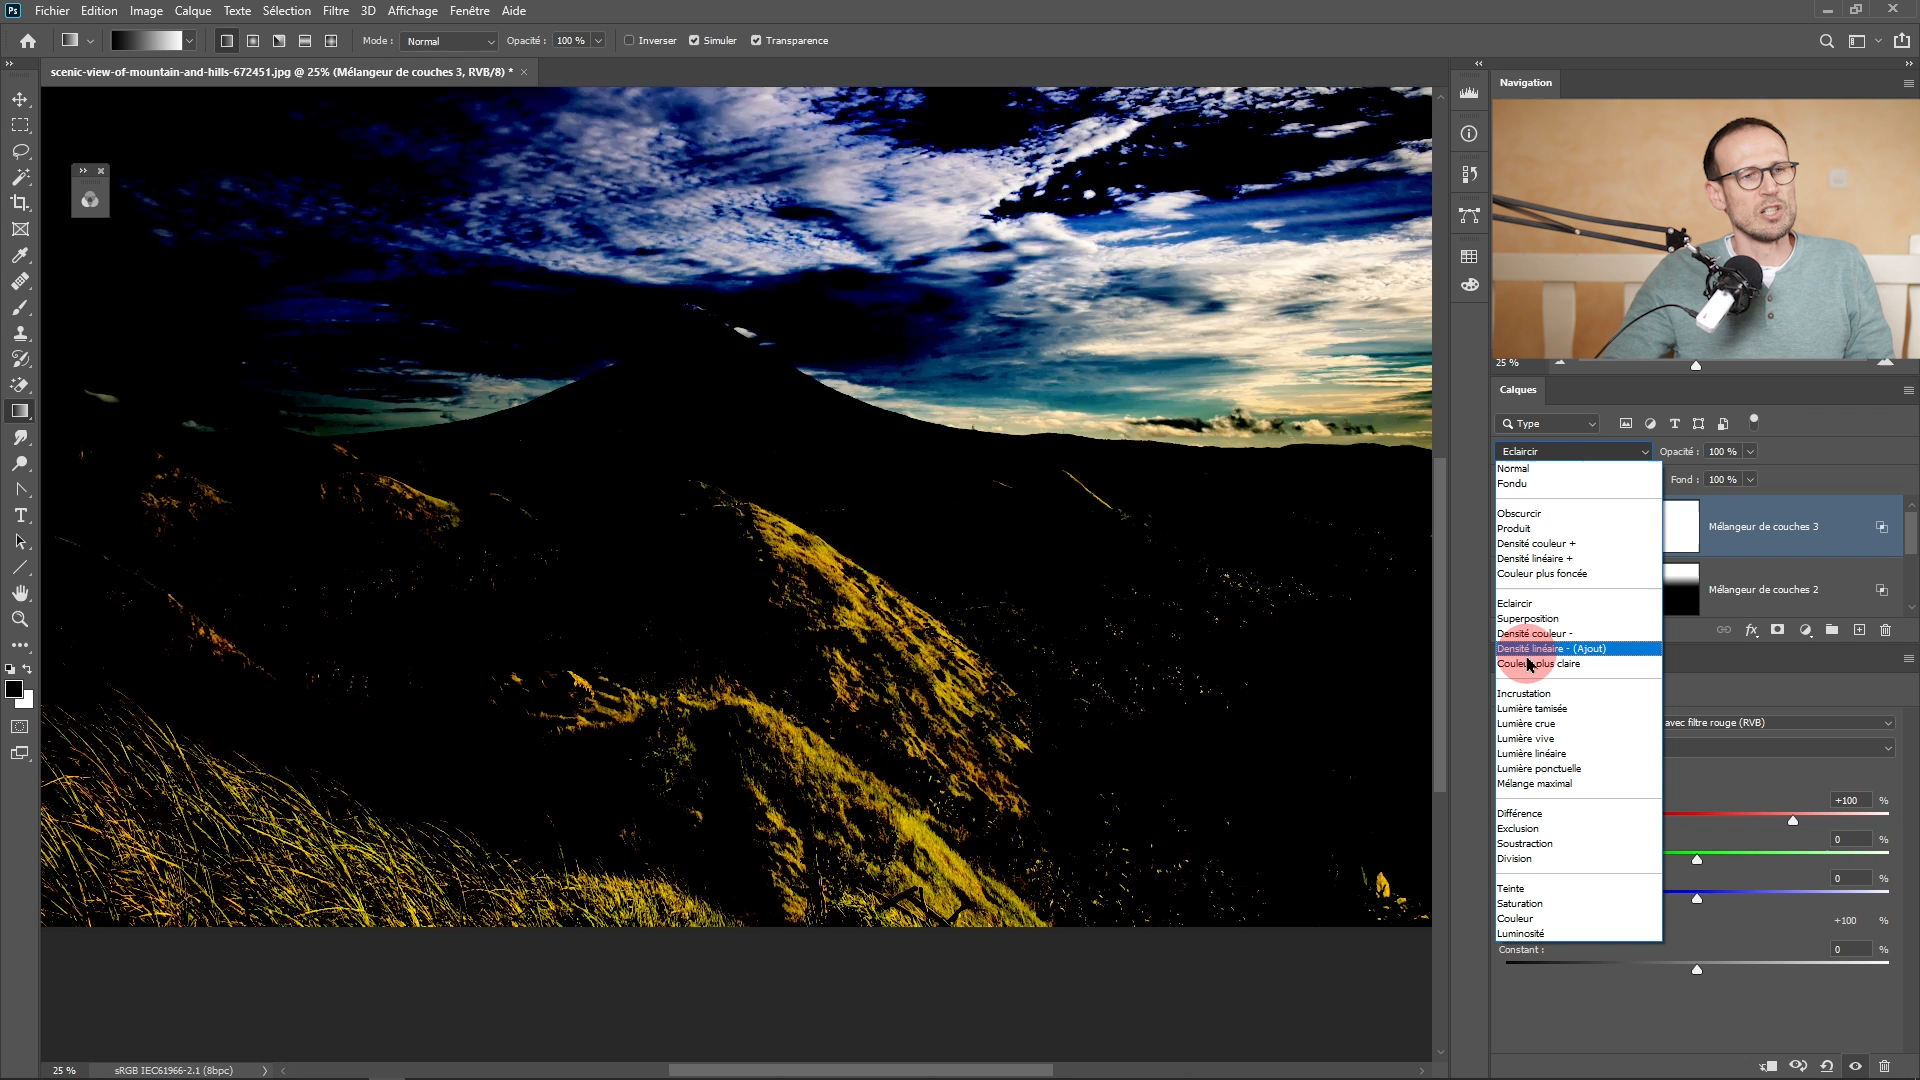 Ps Fichier Edition Image Calque Texte Sélection Filtre 3D Affichage Fenêtre Aide
Mode : Normal Opacité : 100 % Inverser Simuler Transparence
scenic-view-of-mountain-and-hills-672451.jpg @ 25% (Mélangeur de couches 3, RVB/8) *
Navigation
25 %
Calques
Type
Eclaircir Opacité : 100 %
Normal
Fondu
Fond : 100 %
Obscurcir
Produit
Densité couleur +
Densité linéaire +
Couleur plus foncée
Mélangeur de couches 3
Eclaircir
Superposition
Densité couleur -
Densité linéaire - (Ajout)
Couleur plus claire
Mélangeur de couches 2
fx
Incrustation
Lumière tamisée
Lumière crue
Lumière vive
Lumière linéaire
Lumière ponctuelle
Mélange maximal
avec filtre rouge (RVB)
Différence
Exclusion
Soustraction
Division
+100 %
0 %
0 %
Teinte
Saturation
Couleur
Luminosité
+100 %
Constant : 0 %
25 % sRGB IEC61966-2.1 (8bpc)